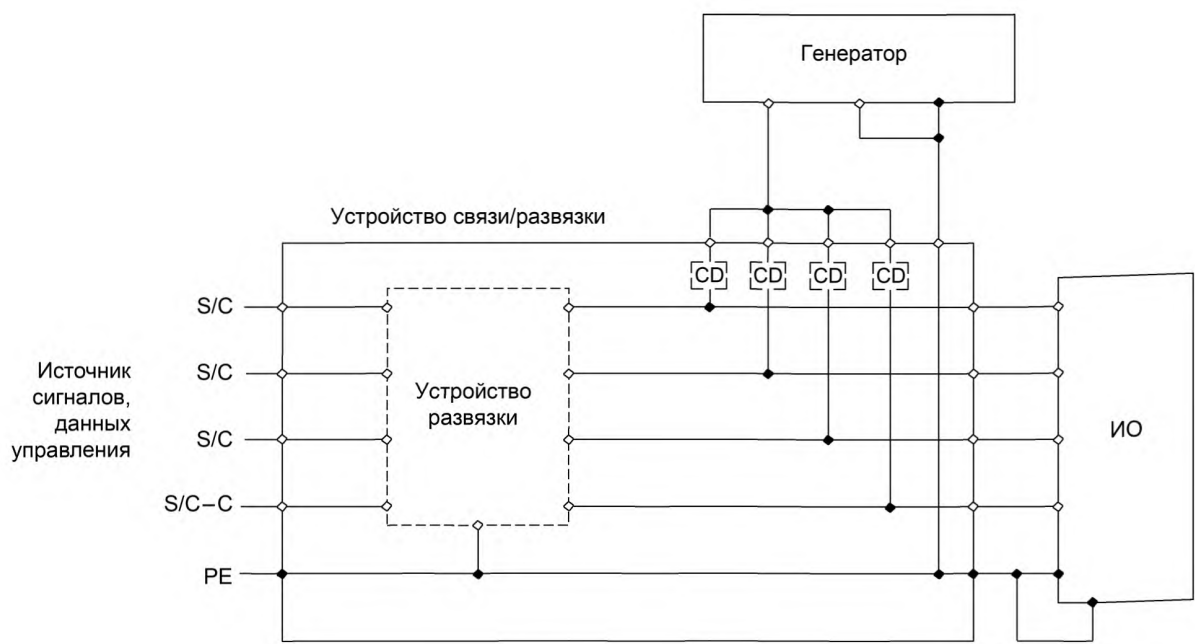 Генератор
Устройство связи/развязки
CD
CD
CD
CD
S/C
S/C
S/C
S/C–C
PE
Источник
сигналов,
данных
управления
Устройство
развязки
ИО